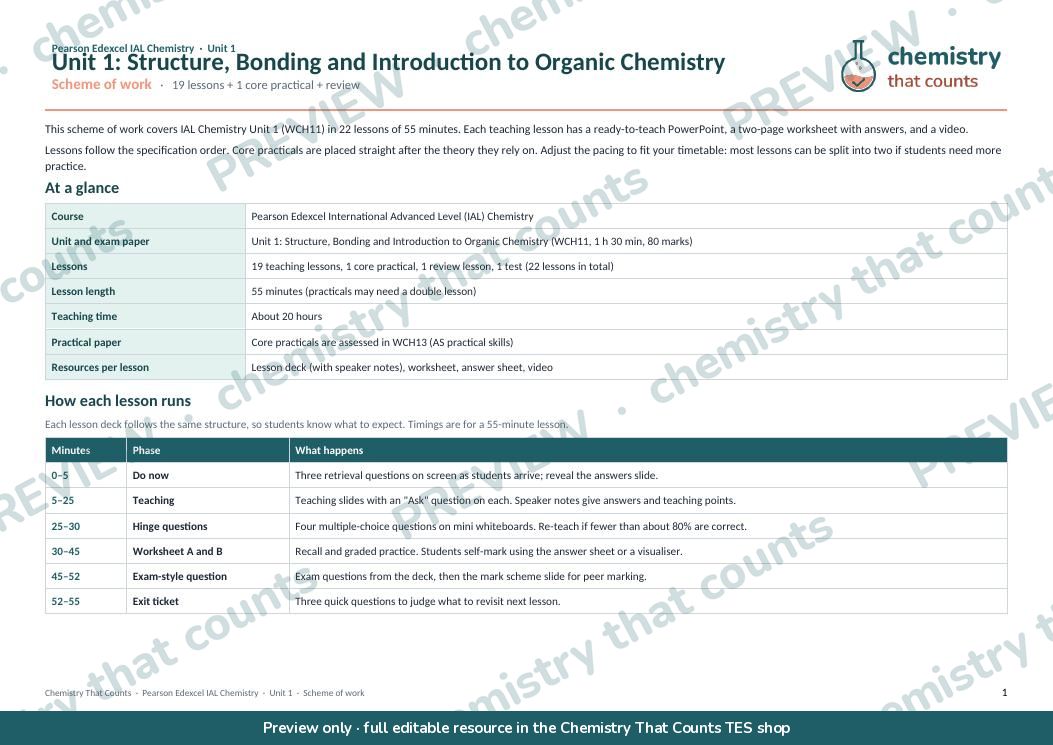 Pearson Edexcel IAL Chemistry · Unit 1
Unit 1: Structure, Bonding and Introduction to Organic Chemistry
Scheme of work · 19 lessons + 1 core practical + review
chemistry
that counts
This scheme of work covers IAL Chemistry Unit 1 (WCH11) in 22 lessons of 55 minutes. Each teaching lesson has a ready-to-teach PowerPoint, a two-page worksheet with answers, and a video.
Lessons follow the specification order. Core practicals are placed straight after the theory they rely on. Adjust the pacing to fit your timetable: most lessons can be split into two if students need more
practice.
At a glance
Course Pearson Edexcel International Advanced Level (IAL) Chemistry
Unit and exam paper Unit 1: Structure, Bonding and Introduction to Organic Chemistry (WCH11, 1 h 30 min, 80 marks)
Lessons 19 teaching lessons, 1 core practical, 1 review lesson, 1 test (22 lessons in total)
Lesson length 55 minutes (practicals may need a double lesson)
Teaching time About 20 hours
Practical paper Core practicals are assessed in WCH13 (AS practical skills)
Resources per lesson Lesson deck (with speaker notes), worksheet, answer sheet, video
How each lesson runs
Each lesson deck follows the same structure, so students know what to expect. Timings are for a 55-minute lesson.
Minutes Phase What happens
0–5 Do now Three retrieval questions on screen as students arrive; reveal the answers slide.
5–25 Teaching Teaching slides with an "Ask" question on each. Speaker notes give answers and teaching points.
25–30 Hinge questions Four multiple-choice questions on mini whiteboards. Re-teach if fewer than about 80% are correct.
30–45 Worksheet A and B Recall and graded practice. Students self-mark using the answer sheet or a visualiser.
45–52 Exam-style question Exam questions from the deck, then the mark scheme slide for peer marking.
52–55 Exit ticket Three quick questions to judge what to revisit next lesson.
PREVIEW · chemistry that counts
Chemistry That Counts · Pearson Edexcel IAL Chemistry · Unit 1 · Scheme of work 1
Preview only · full editable resource in the Chemistry That Counts TES shop